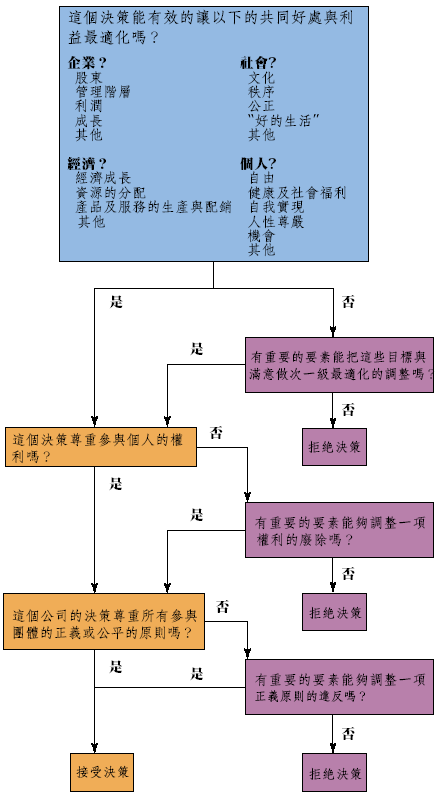 這個決策能有效的讓以下的共同好處與利
益最適化嗎？
企業？
股東
管理階層
利潤
成長
其他
社會？
文化
秩序
公正
“好的生活”
其他
經濟？
經濟成長
資源的分配
產品及服務的生產與配銷
其他
個人？
自由
健康及社會福利
自我實現
人性尊嚴
機會
其他
是
否
有重要的要素能把這些目標與
滿意做次一級最適化的調整嗎？
是
否
拒絕決策
這個決策尊重參與個人的權
利嗎？
否
是
有重要的要素能夠調整一項
權利的廢除嗎？
是
否
拒絕決策
這個公司的決策尊重所有參與
團體的正義或公平的原則嗎？
否
是
有重要的要素能夠調整一項
正義原則的違反嗎？
是
否
接受決策
拒絕決策